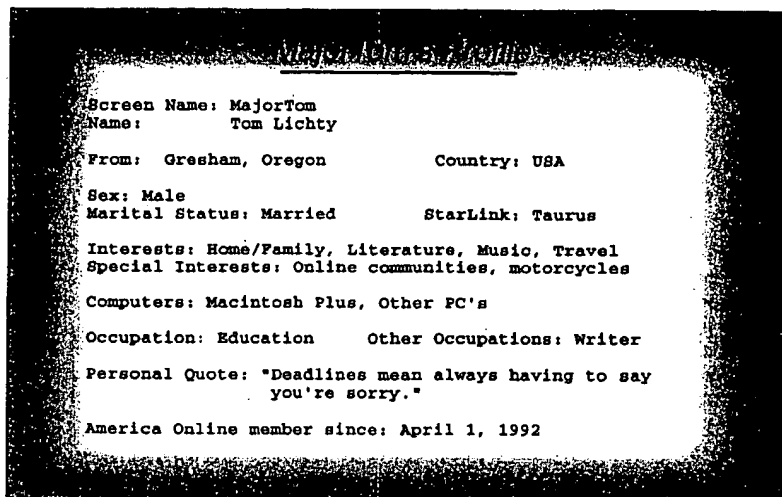 Screen Name: MajorTom
Name: Tom Lichty
From: Gresham, Oregon Country: USA
Sex: Male
Marital Status: Married StarLink: Taurus
Interests: Home/Family, Literature, Music, Travel
Special Interests: Online communities, motorcycles
Computers: Macintosh Plus, Other PC's
Occupation: Education Other Occupations: Writer
Personal Quote: "Deadlines mean always having to say
you're sorry."
America Online member since: April 1, 1992